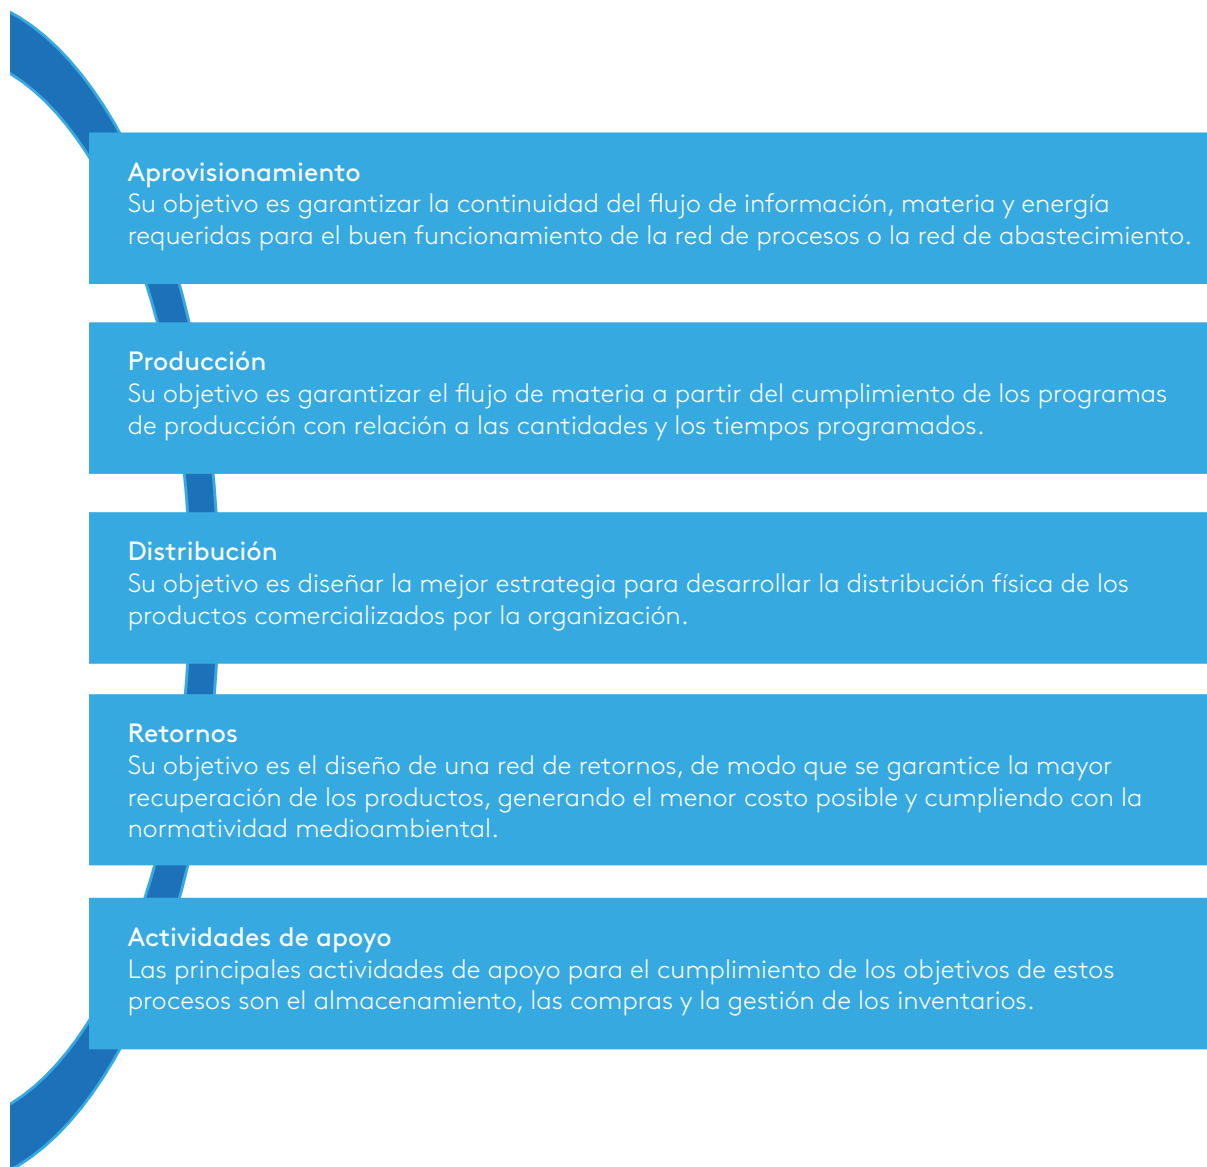 Aprovisionamiento
Su objetivo es garantizar la continuidad del flujo de información, materia y energía
requeridas para el buen funcionamiento de la red de procesos o la red de abastecimiento.
Producción
Su objetivo es garantizar el flujo de materia a partir del cumplimiento de los programas
de producción con relación a las cantidades y los tiempos programados.
Distribución
Su objetivo es diseñar la mejor estrategia para desarrollar la distribución física de los
productos comercializados por la organización.
Retornos
Su objetivo es el diseño de una red de retornos, de modo que se garantice la mayor
recuperación de los productos, generando el menor costo posible y cumpliendo con la
normatividad medioambiental.
Actividades de apoyo
Las principales actividades de apoyo para el cumplimiento de los objetivos de estos
procesos son el almacenamiento, las compras y la gestión de los inventarios.